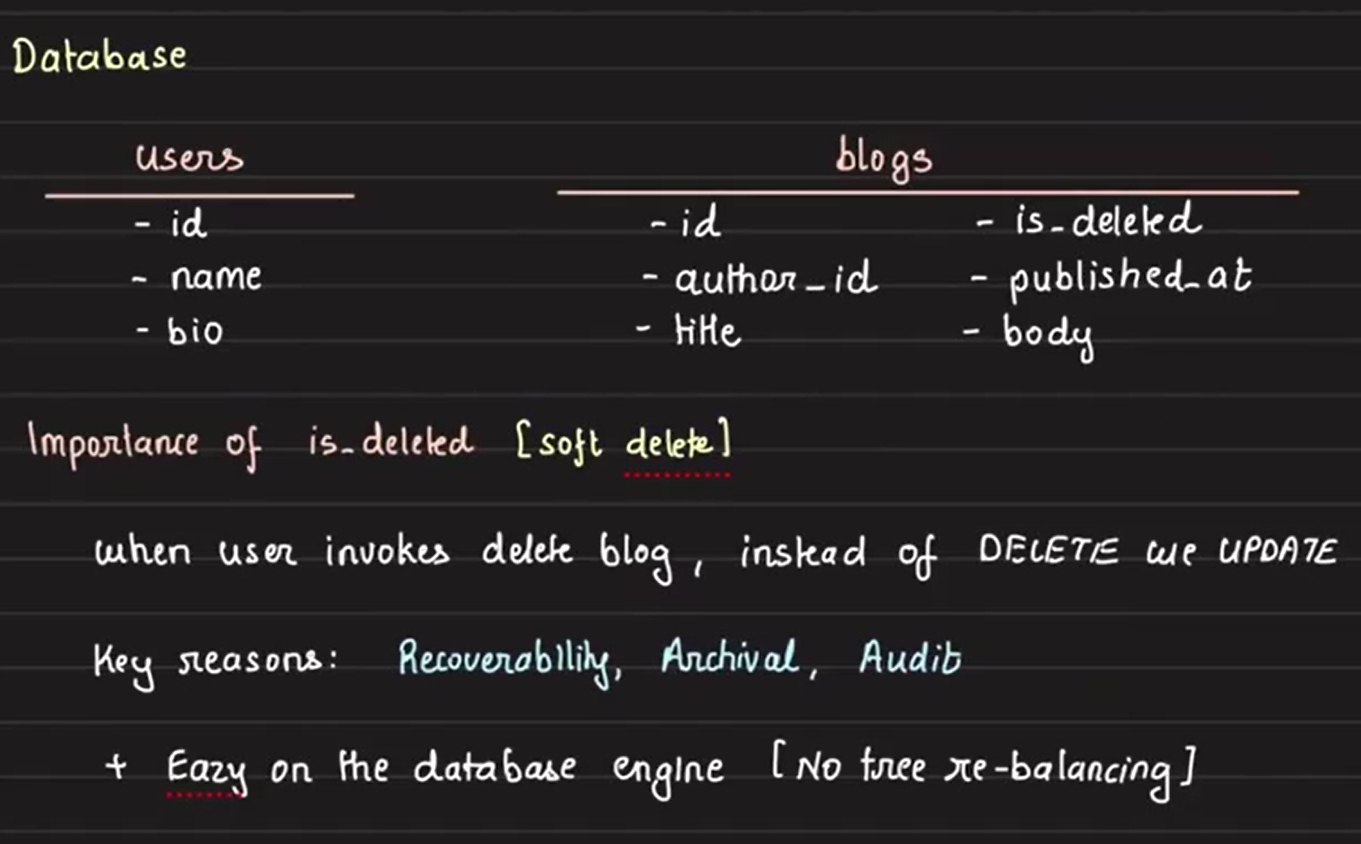 Database
users blogs
- id - id - is_deleted
- name - author_id - published_at
- bio - title - body
Importance of is_deleted [soft delete]
when user invokes delete blog, instead of DELETE we UPDATE
Key reasons: Recoverability, Archival, Audit
+ Eazy on the database engine [No tree re-balancing]